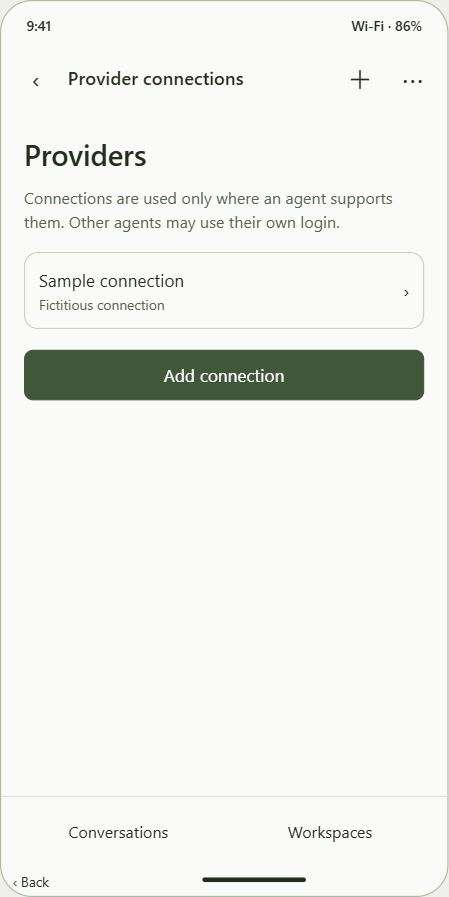 9:41
Wi-Fi · 86%
‹ Provider connections + ...
Providers
Connections are used only where an agent supports
them. Other agents may use their own login.
Sample connection
Fictitious connection
›
Add connection
Conversations
Workspaces
‹ Back